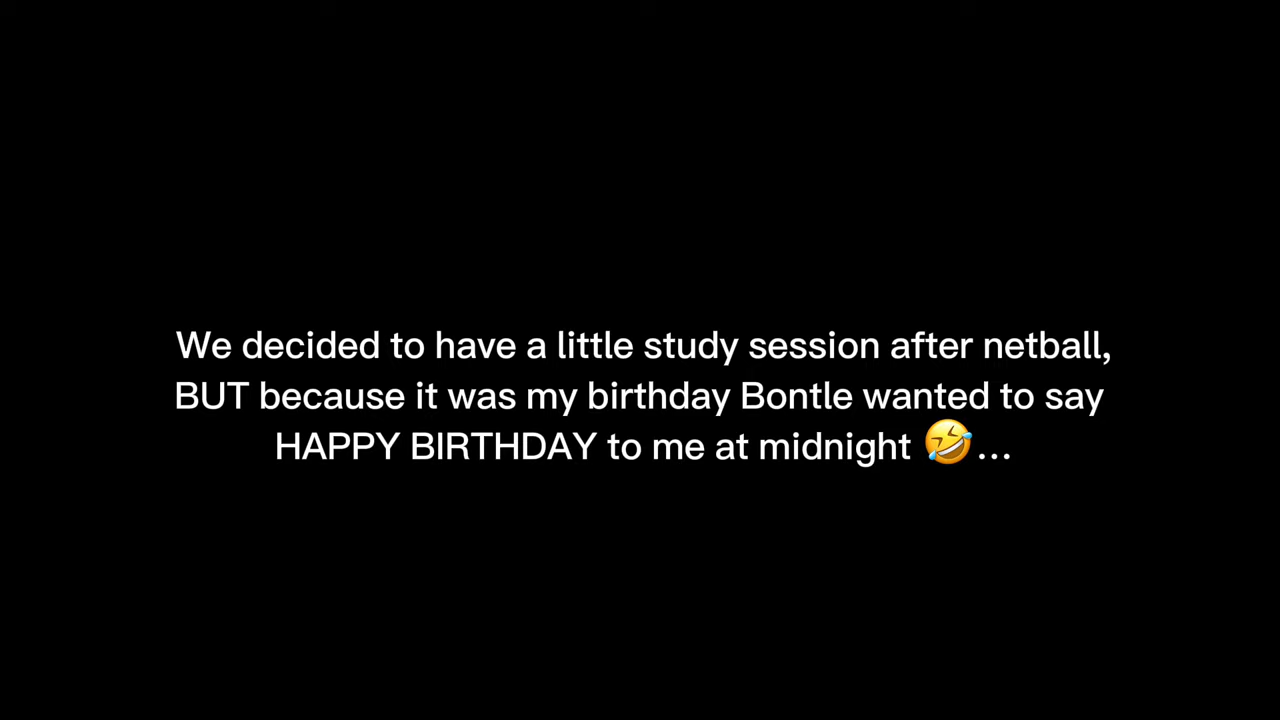 We decided to have a little study session after netball,
BUT because it was my birthday Bontle wanted to say
HAPPY BIRTHDAY to me at midnight 🤣...